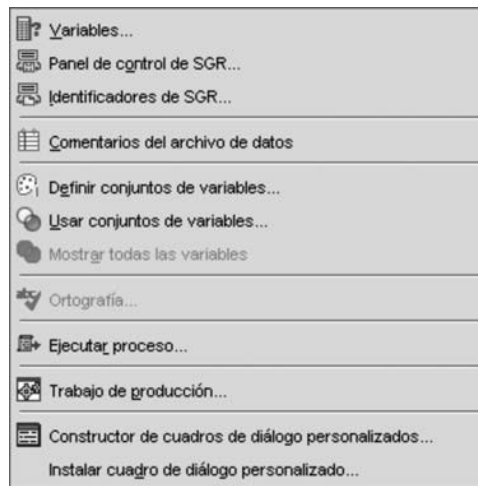 Variables...
Panel de control de SGR...
Identificadores de SGR...
Comentarios del archivo de datos
Definir conjuntos de variables...
Usar conjuntos de variables...
Mostrar todas las variables
Ortografía...
Ejecutar proceso...
Trabajo de producción...
Constructor de cuadros de diálogo personalizados...
Instalar cuadro de diálogo personalizado...